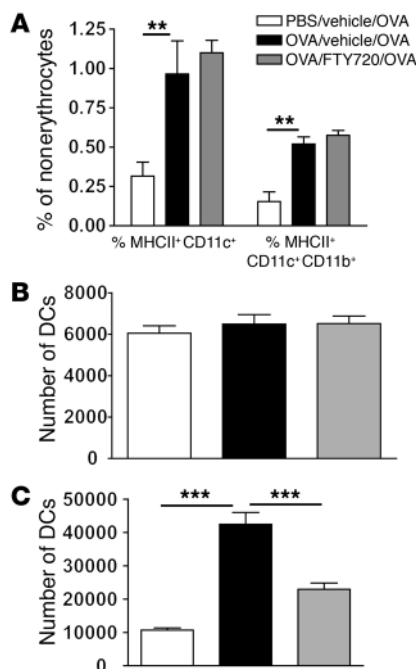 A
PBS/vehicle/OVA
OVA/vehicle/OVA
OVA/FTY720/OVA
% of nonerythrocytes
1.25
1.00
0.75
0.50
0.25
0.00
**
**
% MHCII+ CD11c+
% MHCII+
CD11c+ CD11b+
B
Number of DCs
8000
6000
4000
2000
0
C
Number of DCs
50000
40000
30000
20000
10000
0
***
***